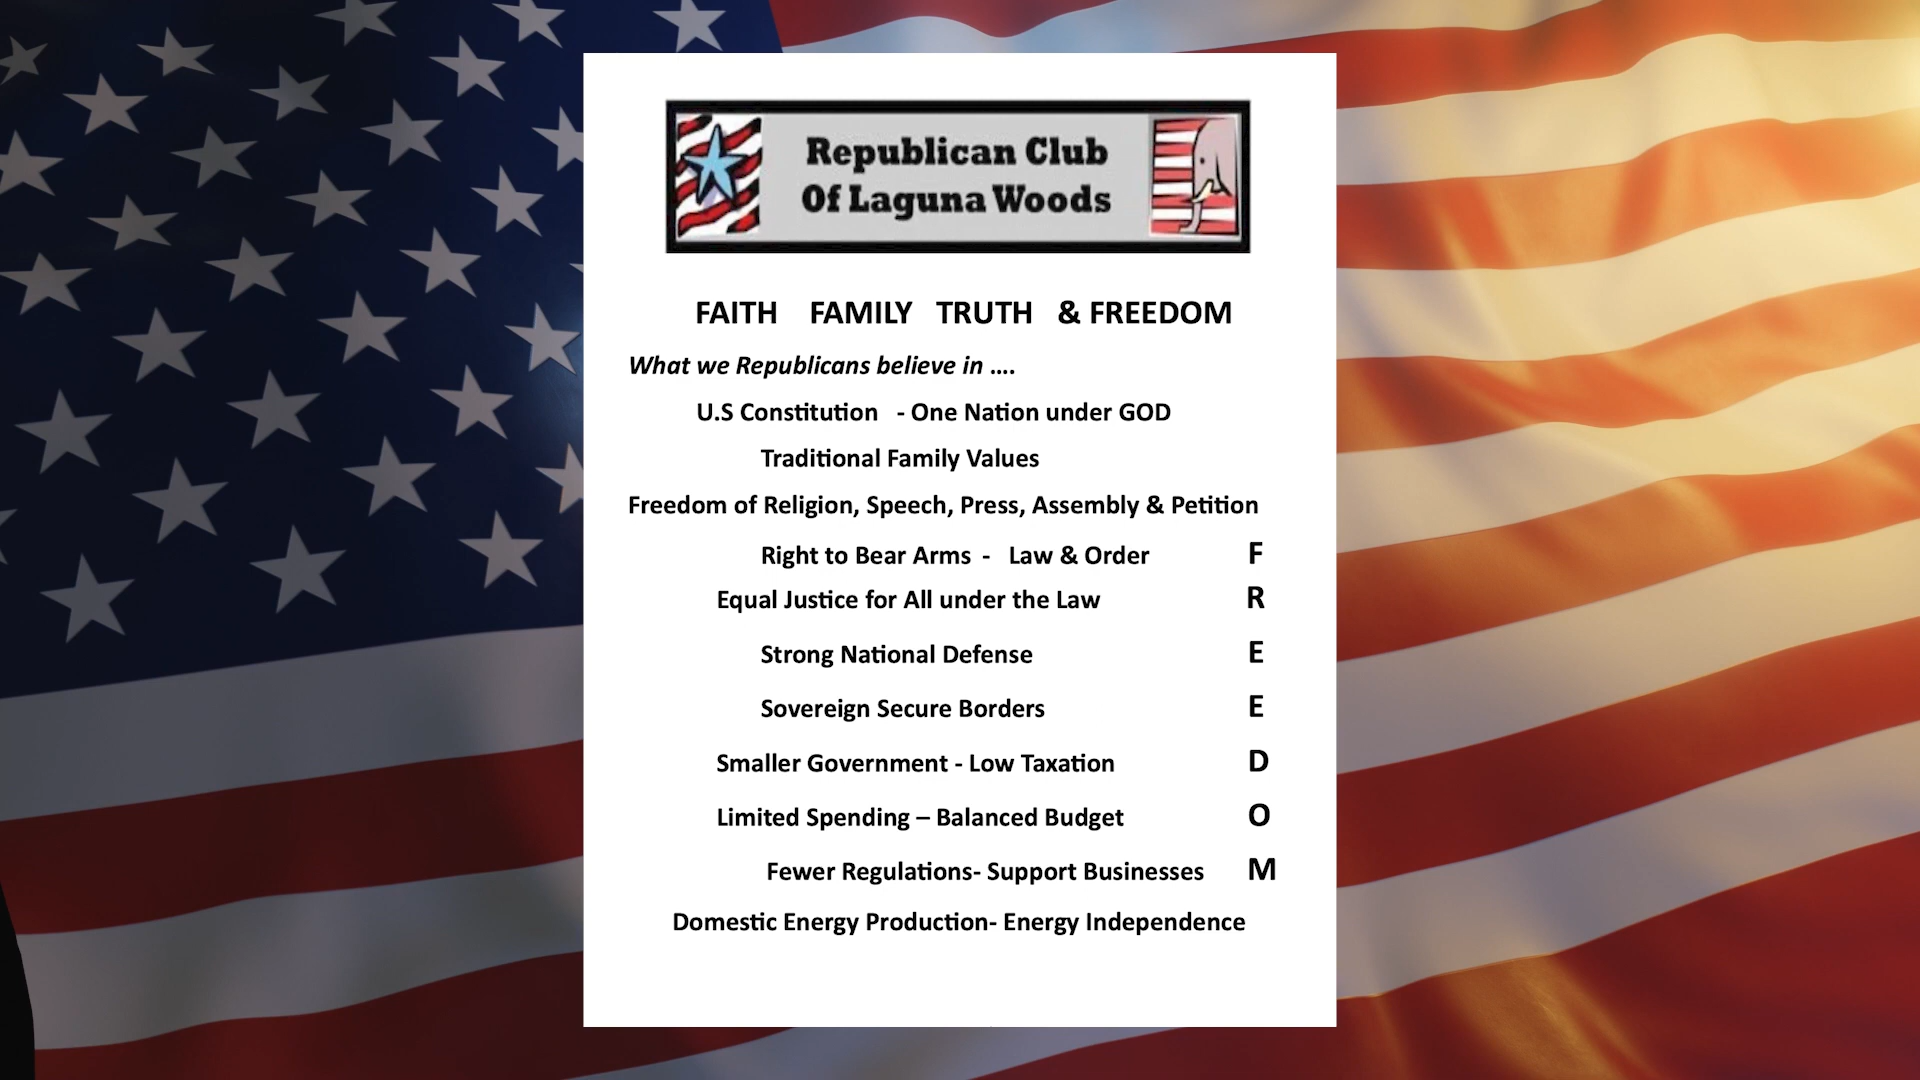 Republican Club
Of Laguna Woods
FAITH FAMILY TRUTH & FREEDOM
What we Republicans believe in ....
U.S Constitution - One Nation under GOD
Traditional Family Values
Freedom of Religion, Speech, Press, Assembly & Petition
Right to Bear Arms - Law & Order F
Equal Justice for All under the Law R
Strong National Defense E
Sovereign Secure Borders E
Smaller Government - Low Taxation D
Limited Spending – Balanced Budget O
Fewer Regulations- Support Businesses M
Domestic Energy Production- Energy Independence